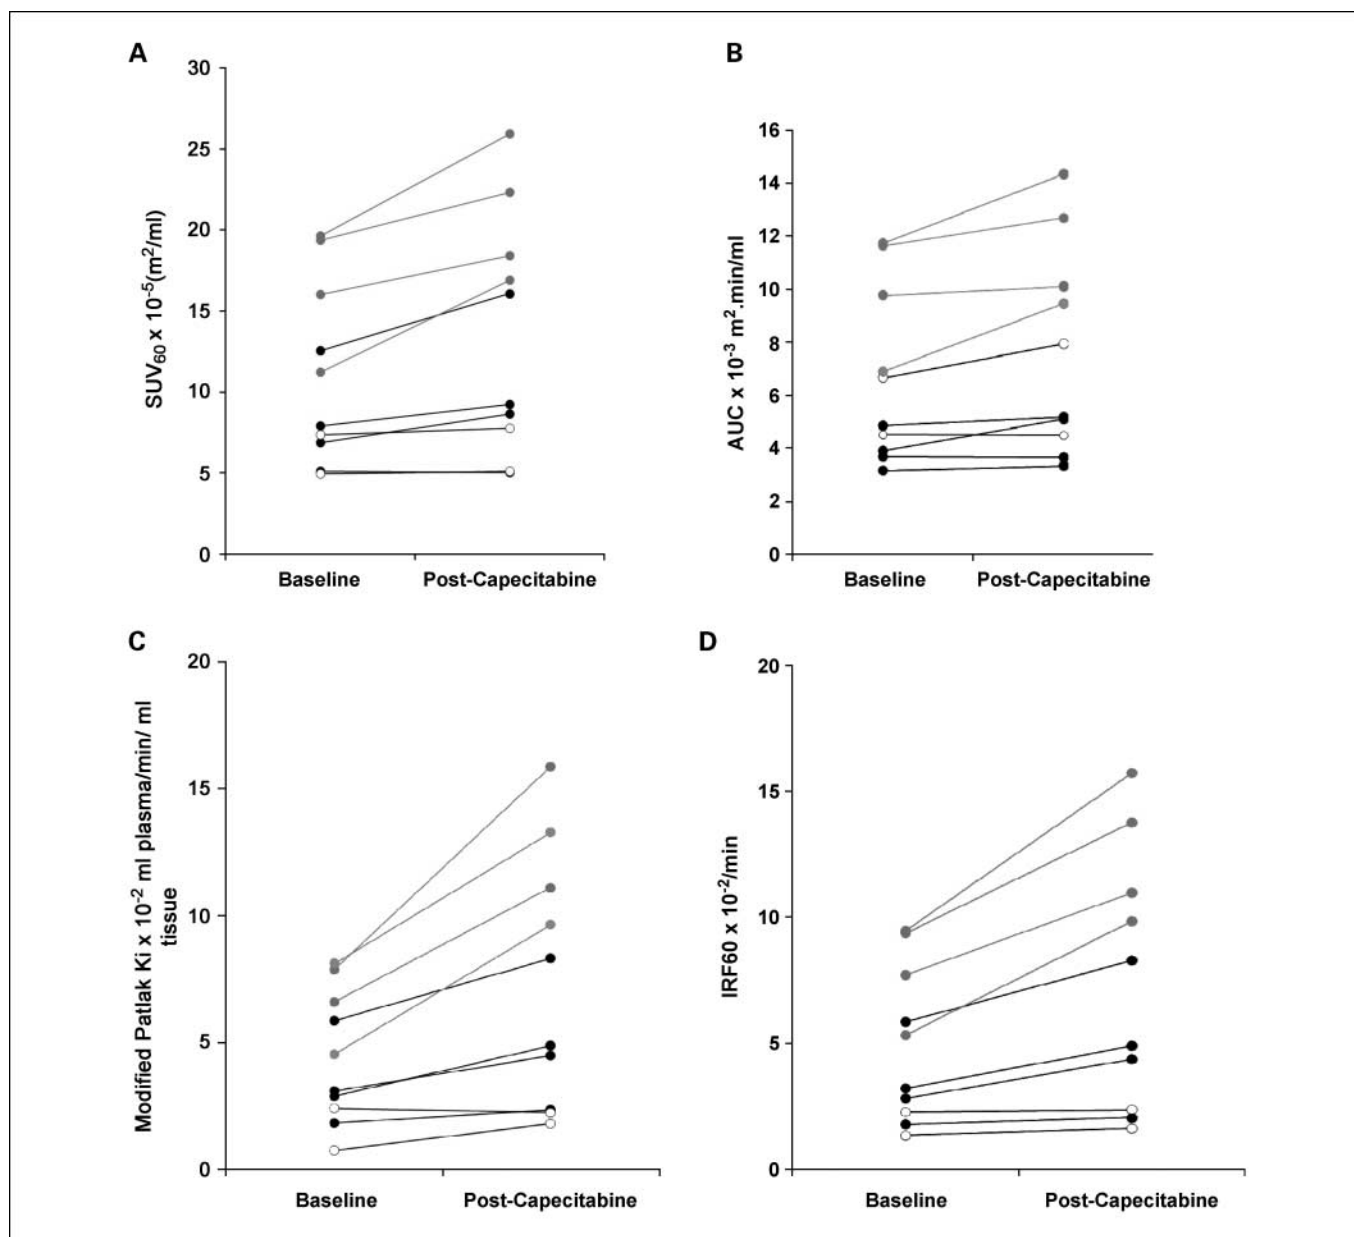 A
30
25
20
15
10
5
0
SUV60 x 10-5(m2/ml)
Baseline
Post-Capecitabine
B
16
14
12
10
8
6
4
2
0
AUC x 10-3 m2.min/ml
Baseline
Post-Capecitabine
C
20
15
10
5
0
Modified Patlak Ki x 10-2 ml plasma/min/ ml
tissue
Baseline
Post-Capecitabine
D
20
15
10
5
0
IRF60 x 10-2/min
Baseline
Post-Capecitabine